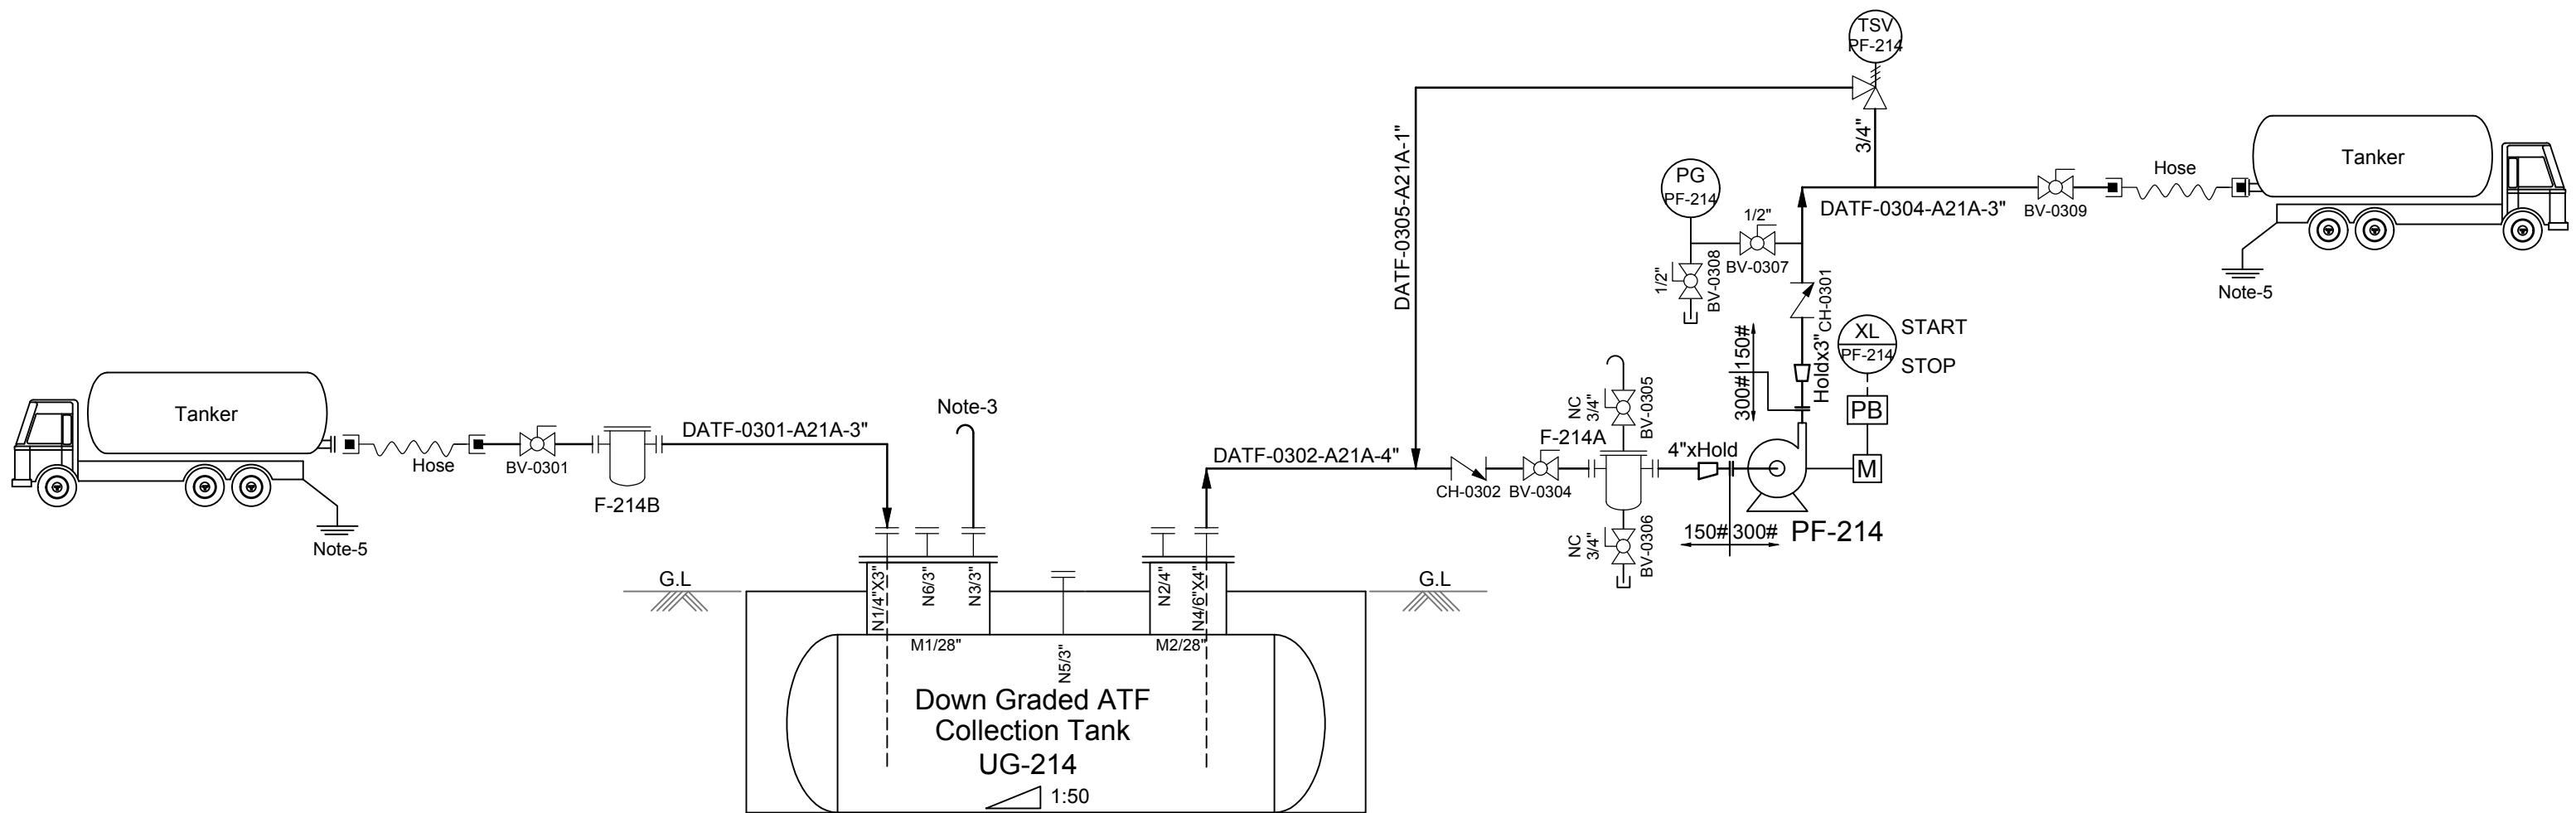 TSV
PF-214
3/4"
DATF-0305-A21A-1"
PG
PF-214
1/2"
BV-0307
1/2"
BV-0308
DATF-0304-A21A-3"
BV-0309
Hose
Tanker
Note-5
CH-0301
Holdx3"
300# 150#
XL
PF-214
START
STOP
PB
M
Tanker
Note-5
Hose
BV-0301
F-214B
DATF-0301-A21A-3"
Note-3
DATF-0302-A21A-4"
CH-0302
BV-0304
F-214A
NC
3/4"
BV-0305
NC
3/4"
BV-0306
4"xHold
150# 300#
PF-214
G.L
G.L
N1/4"X3"
N6/3"
N3/3"
N2/4"
N4/6"X4"
M1/28"
M2/28"
N5/3"
Down Graded ATF
Collection Tank
UG-214
1:50